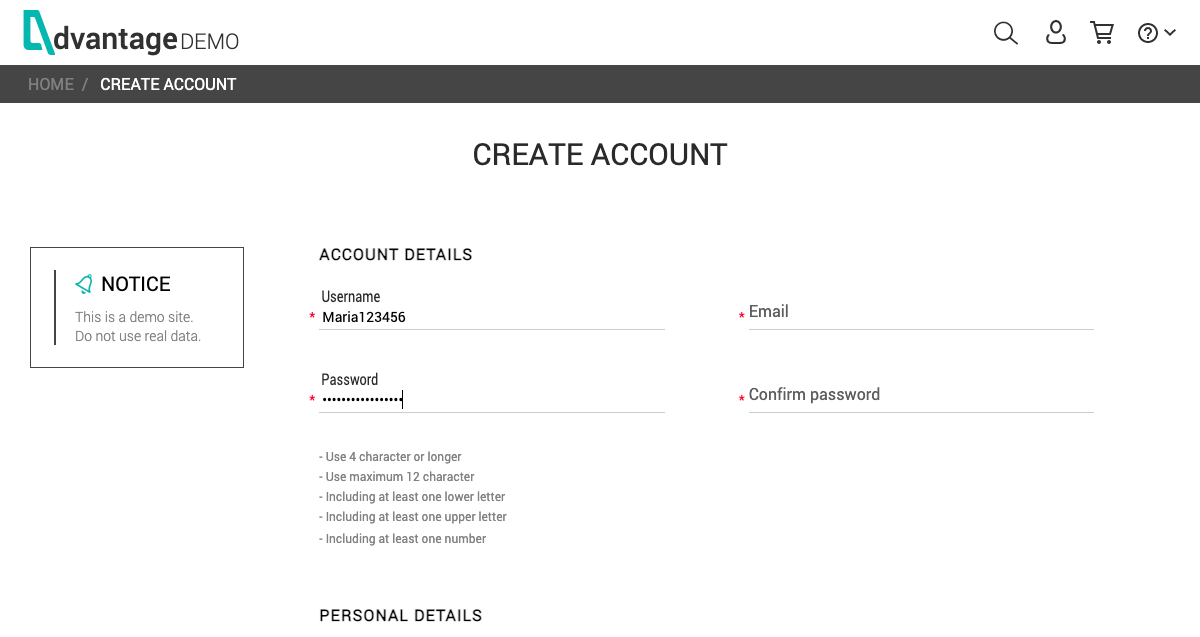 dvantage DEMO
HOME / CREATE ACCOUNT
CREATE ACCOUNT
NOTICE
This is a demo site.
Do not use real data.
ACCOUNT DETAILS
Username
* Maria123456
* Email
Password
* •••••••••••••••••
* Confirm password
- Use 4 character or longer
- Use maximum 12 character
- Including at least one lower letter
- Including at least one upper letter
- Including at least one number
PERSONAL DETAILS